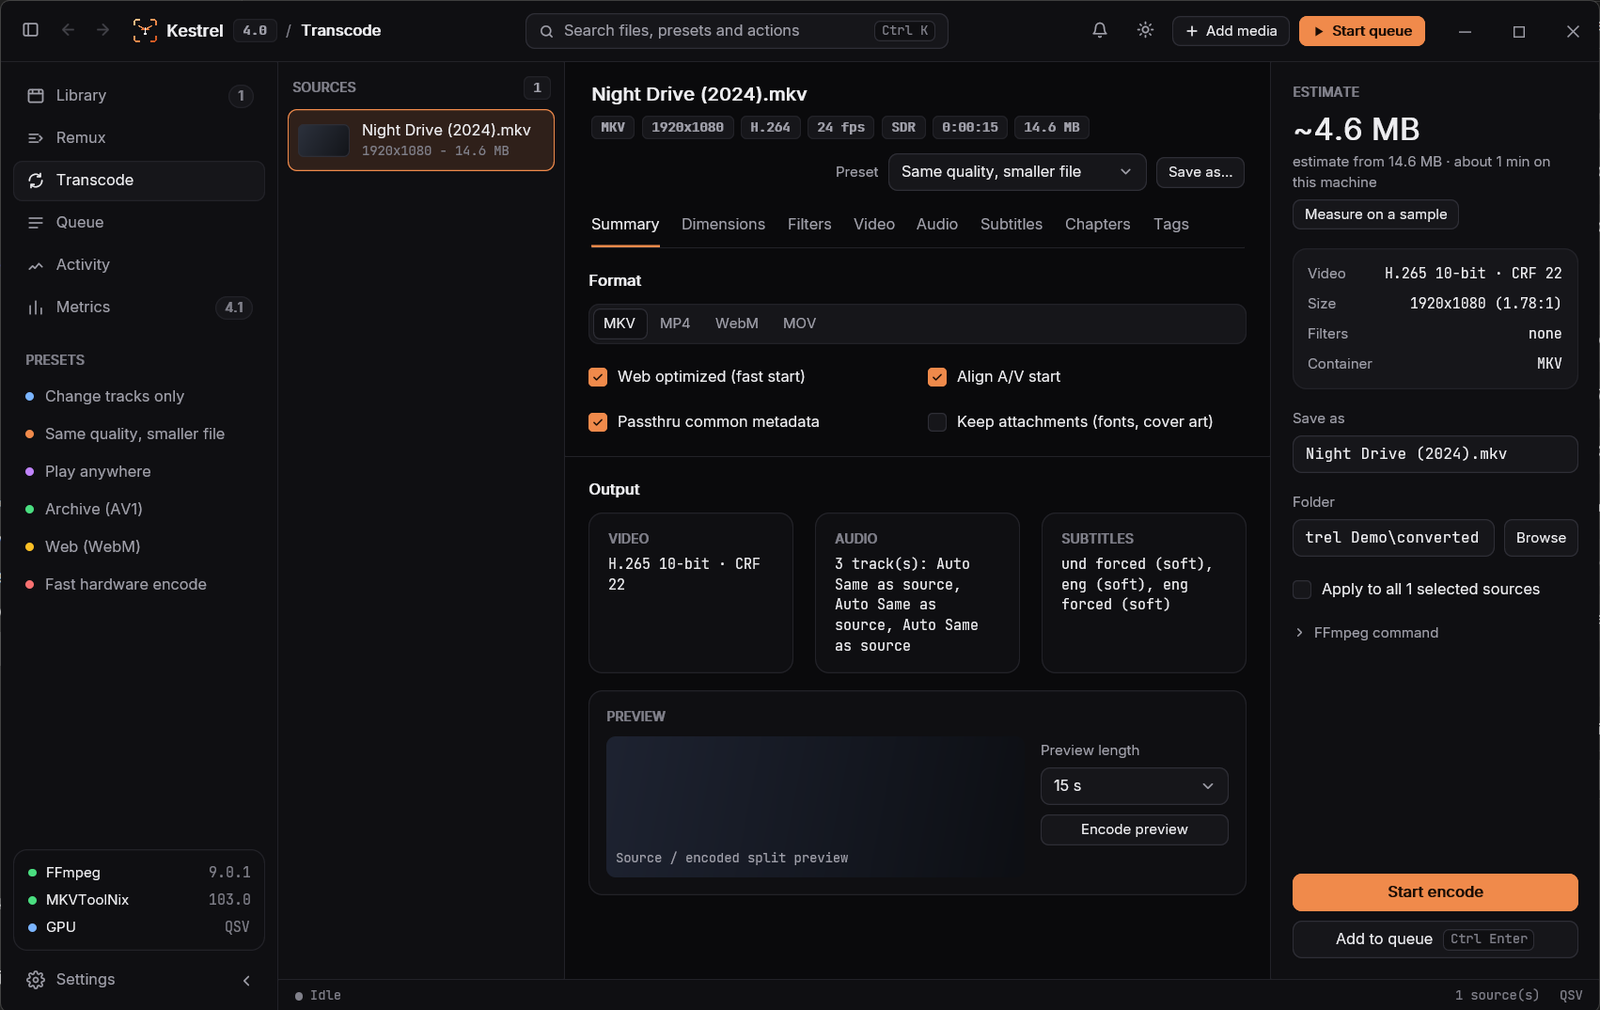 Kestrel 4.0 / Transcode
Search files, presets and actions Ctrl K
Add media
Start queue
Library 1
Remux
Transcode
Queue
Activity
Metrics 4.1
PRESETS
Change tracks only
Same quality, smaller file
Play anywhere
Archive (AV1)
Web (WebM)
Fast hardware encode
FFmpeg 9.0.1
MKVToolNix 103.0
GPU QSV
Settings
SOURCES 1
Night Drive (2024).mkv
1920x1080 - 14.6 MB
Night Drive (2024).mkv
MKV 1920x1080 H.264 24 fps SDR 0:00:15 14.6 MB
Preset Same quality, smaller file Save as...
Summary Dimensions Filters Video Audio Subtitles Chapters Tags
Format
MKV MP4 WebM MOV
Web optimized (fast start) Align A/V start
Passthru common metadata Keep attachments (fonts, cover art)
Output
VIDEO
H.265 10-bit · CRF
22
AUDIO
3 track(s): Auto
Same as source,
Auto Same as
source, Auto Same
as source
SUBTITLES
und forced (soft),
eng (soft), eng
forced (soft)
PREVIEW
Source / encoded split preview
Preview length
15 s
Encode preview
ESTIMATE
~4.6 MB
estimate from 14.6 MB · about 1 min on
this machine
Measure on a sample
Video H.265 10-bit · CRF 22
Size 1920x1080 (1.78:1)
Filters none
Container MKV
Save as
Night Drive (2024).mkv
Folder
trel Demo\converted Browse
Apply to all 1 selected sources
FFmpeg command
Start encode
Add to queue Ctrl Enter
Idle
1 source(s) QSV